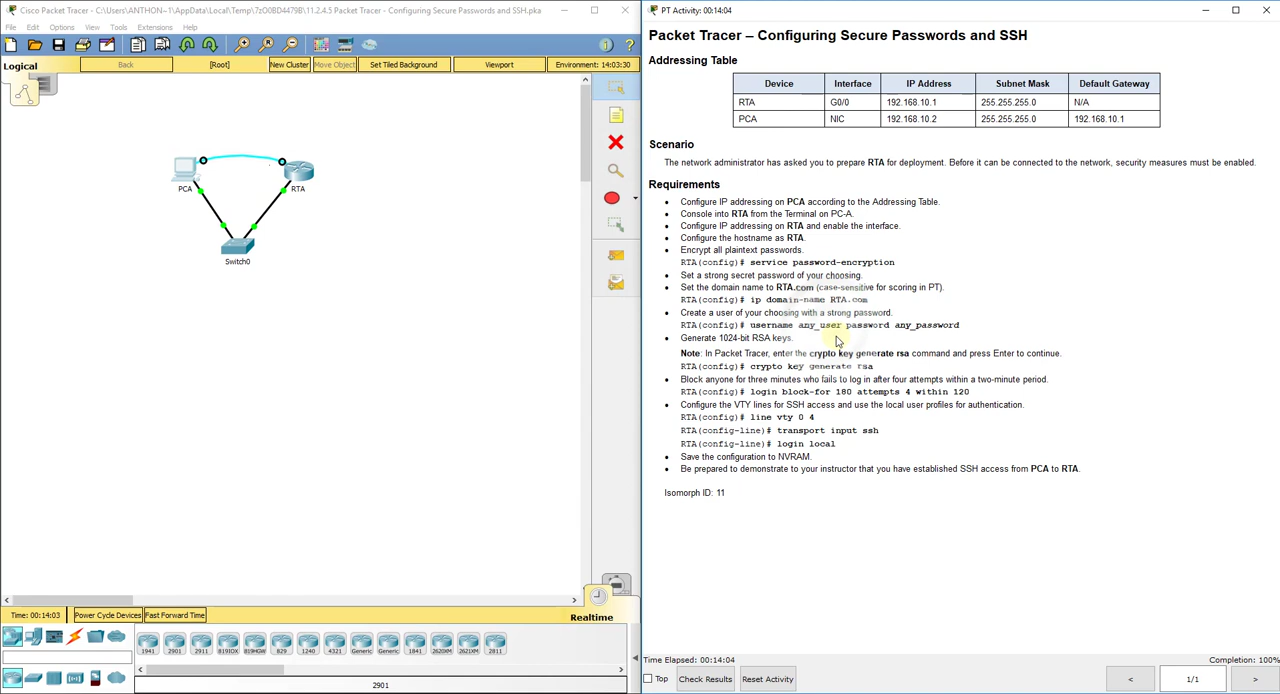 Cisco Packet Tracer - C:\Users\ANTHON~1\AppData\Local\Temp\7zO0BD4479B\11.2.4.5 Packet Tracer - Configuring Secure Passwords and SSH.pka
File Edit Options View Tools Extensions Help
Logical Back [Root] New Cluster Move Object Set Tiled Background Viewport Environment: 14:03:30
PCA
RTA
Switch0
Time: 00:14:03 Power Cycle Devices Fast Forward Time Realtime
1941 2901 2911 819IOX 819HGW 829 1240 4321 Generic Generic 1841 2620XM 2621XM 2811
2901
PT Activity: 00:14:04
Packet Tracer – Configuring Secure Passwords and SSH
Addressing Table
Device Interface IP Address Subnet Mask Default Gateway
RTA G0/0 192.168.10.1 255.255.255.0 N/A
PCA NIC 192.168.10.2 255.255.255.0 192.168.10.1
Scenario
The network administrator has asked you to prepare RTA for deployment. Before it can be connected to the network, security measures must be enabled.
Requirements
• Configure IP addressing on PCA according to the Addressing Table.
• Console into RTA from the Terminal on PC-A.
• Configure IP addressing on RTA and enable the interface.
• Configure the hostname as RTA.
• Encrypt all plaintext passwords.
RTA(config)# service password-encryption
• Set a strong secret password of your choosing.
• Set the domain name to RTA.com (case-sensitive for scoring in PT).
RTA(config)# ip domain-name RTA.com
• Create a user of your choosing with a strong password.
RTA(config)# username any_user password any_password
• Generate 1024-bit RSA keys.
Note: In Packet Tracer, enter the crypto key generate rsa command and press Enter to continue.
RTA(config)# crypto key generate rsa
• Block anyone for three minutes who fails to log in after four attempts within a two-minute period.
RTA(config)# login block-for 180 attempts 4 within 120
• Configure the VTY lines for SSH access and use the local user profiles for authentication.
RTA(config)# line vty 0 4
RTA(config-line)# transport input ssh
RTA(config-line)# login local
• Save the configuration to NVRAM.
• Be prepared to demonstrate to your instructor that you have established SSH access from PCA to RTA.
Isomorph ID: 11
Time Elapsed: 00:14:04 Completion: 100%
Top Check Results Reset Activity < 1/1 >